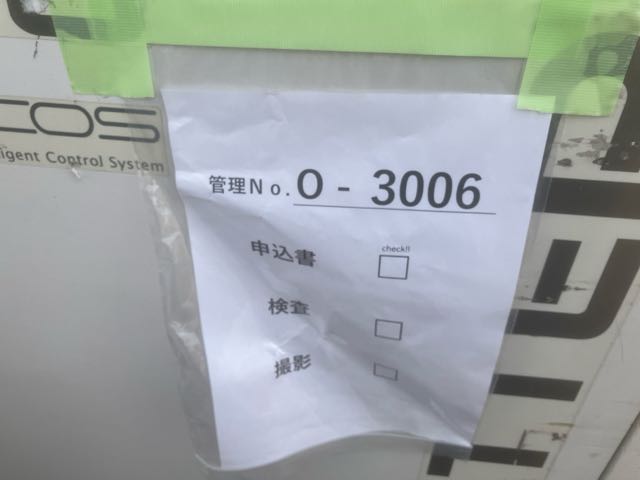 COS
igent Control System
管理No. O - 3006
check!!
申込書
検査
撮影